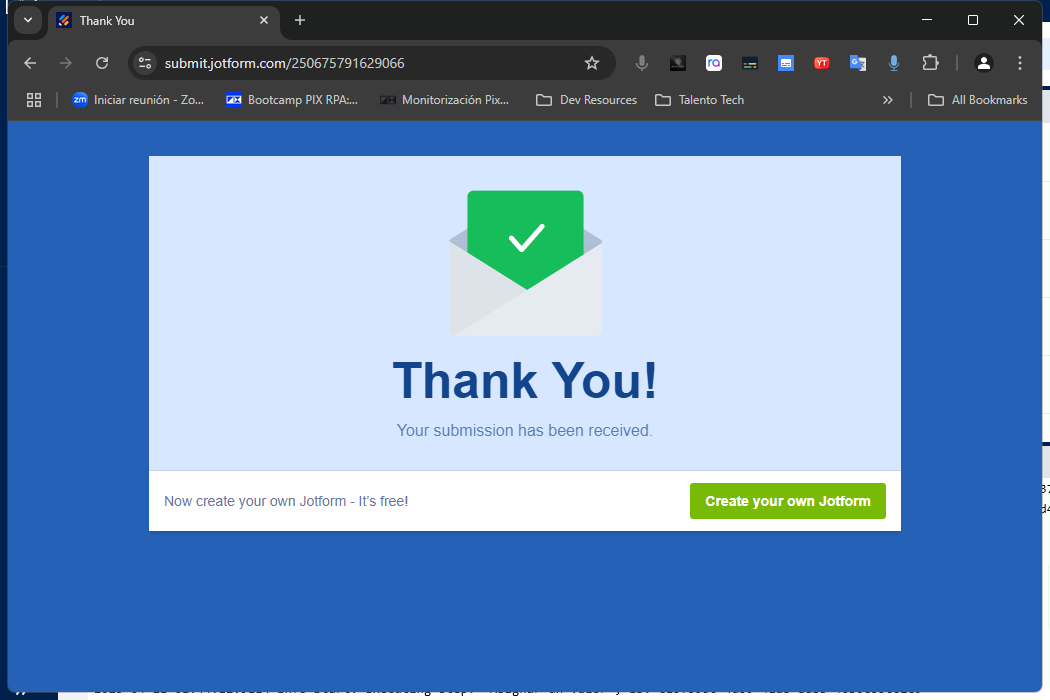 Thank You
submit.jotform.com/250675791629066
Iniciar reunión - Zo...
Bootcamp PIX RPA:...
Monitorización Pix...
Dev Resources
Talento Tech
All Bookmarks
Thank You!
Your submission has been received.
Now create your own Jotform - It's free!
Create your own Jotform